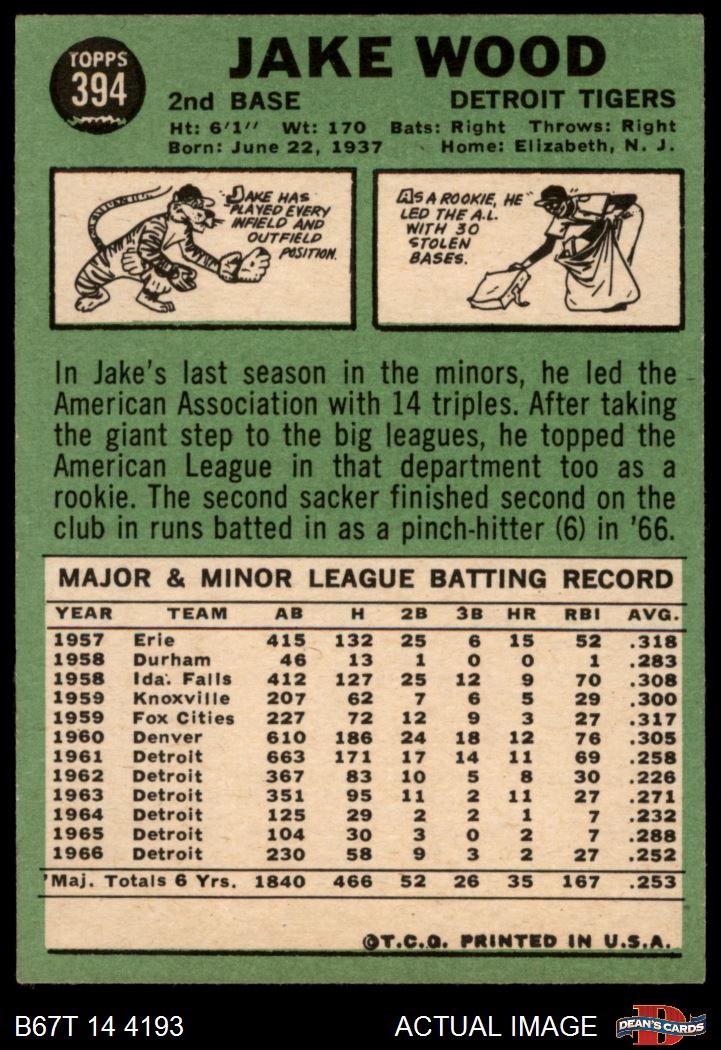 TOPPS
394
JAKE WOOD
2nd BASE DETROIT TIGERS
Ht: 6'1" Wt: 170 Bats: Right Throws: Right
Born: June 22, 1937 Home: Elizabeth, N. J.
JAKE HAS
PLAYED EVERY
INFIELD AND
OUTFIELD
POSITION.
AS A ROOKIE, HE
LED THE A.L.
WITH 30
STOLEN
BASES.
In Jake's last season in the minors, he led the
American Association with 14 triples. After taking
the giant step to the big leagues, he topped the
American League in that department too as a
rookie. The second sacker finished second on the
club in runs batted in as a pinch-hitter (6) in '66.
MAJOR & MINOR LEAGUE BATTING RECORD
YEAR TEAM AB H 2B 3B HR RBI AVG.
1957 Erie 415 132 25 6 15 52 .318
1958 Durham 46 13 1 0 0 1 .283
1958 Ida. Falls 412 127 25 12 9 70 .308
1959 Knoxville 207 62 7 6 5 29 .300
1959 Fox Cities 227 72 12 9 3 27 .317
1960 Denver 610 186 24 18 12 76 .305
1961 Detroit 663 171 17 14 11 69 .258
1962 Detroit 367 83 10 5 8 30 .226
1963 Detroit 351 95 11 2 11 27 .271
1964 Detroit 125 29 2 2 1 7 .232
1965 Detroit 104 30 3 0 2 7 .288
1966 Detroit 230 58 9 3 2 27 .252
Maj. Totals 6 Yrs. 1840 466 52 26 35 167 .253
©T.C.G. PRINTED IN U.S.A.
B67T 14 4193 ACTUAL IMAGE
D
DEAN'S CARDS